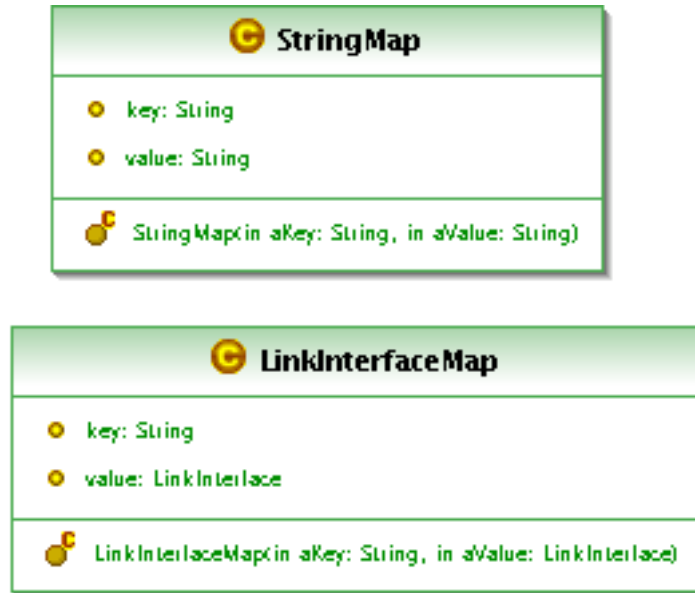 StringMap
key: String
value: String
StringMap(in aKey: String, in aValue: String)
LinkInterfaceMap
key: String
value: LinkInterface
LinkInterfaceMap(in aKey: String, in aValue: LinkInterface)